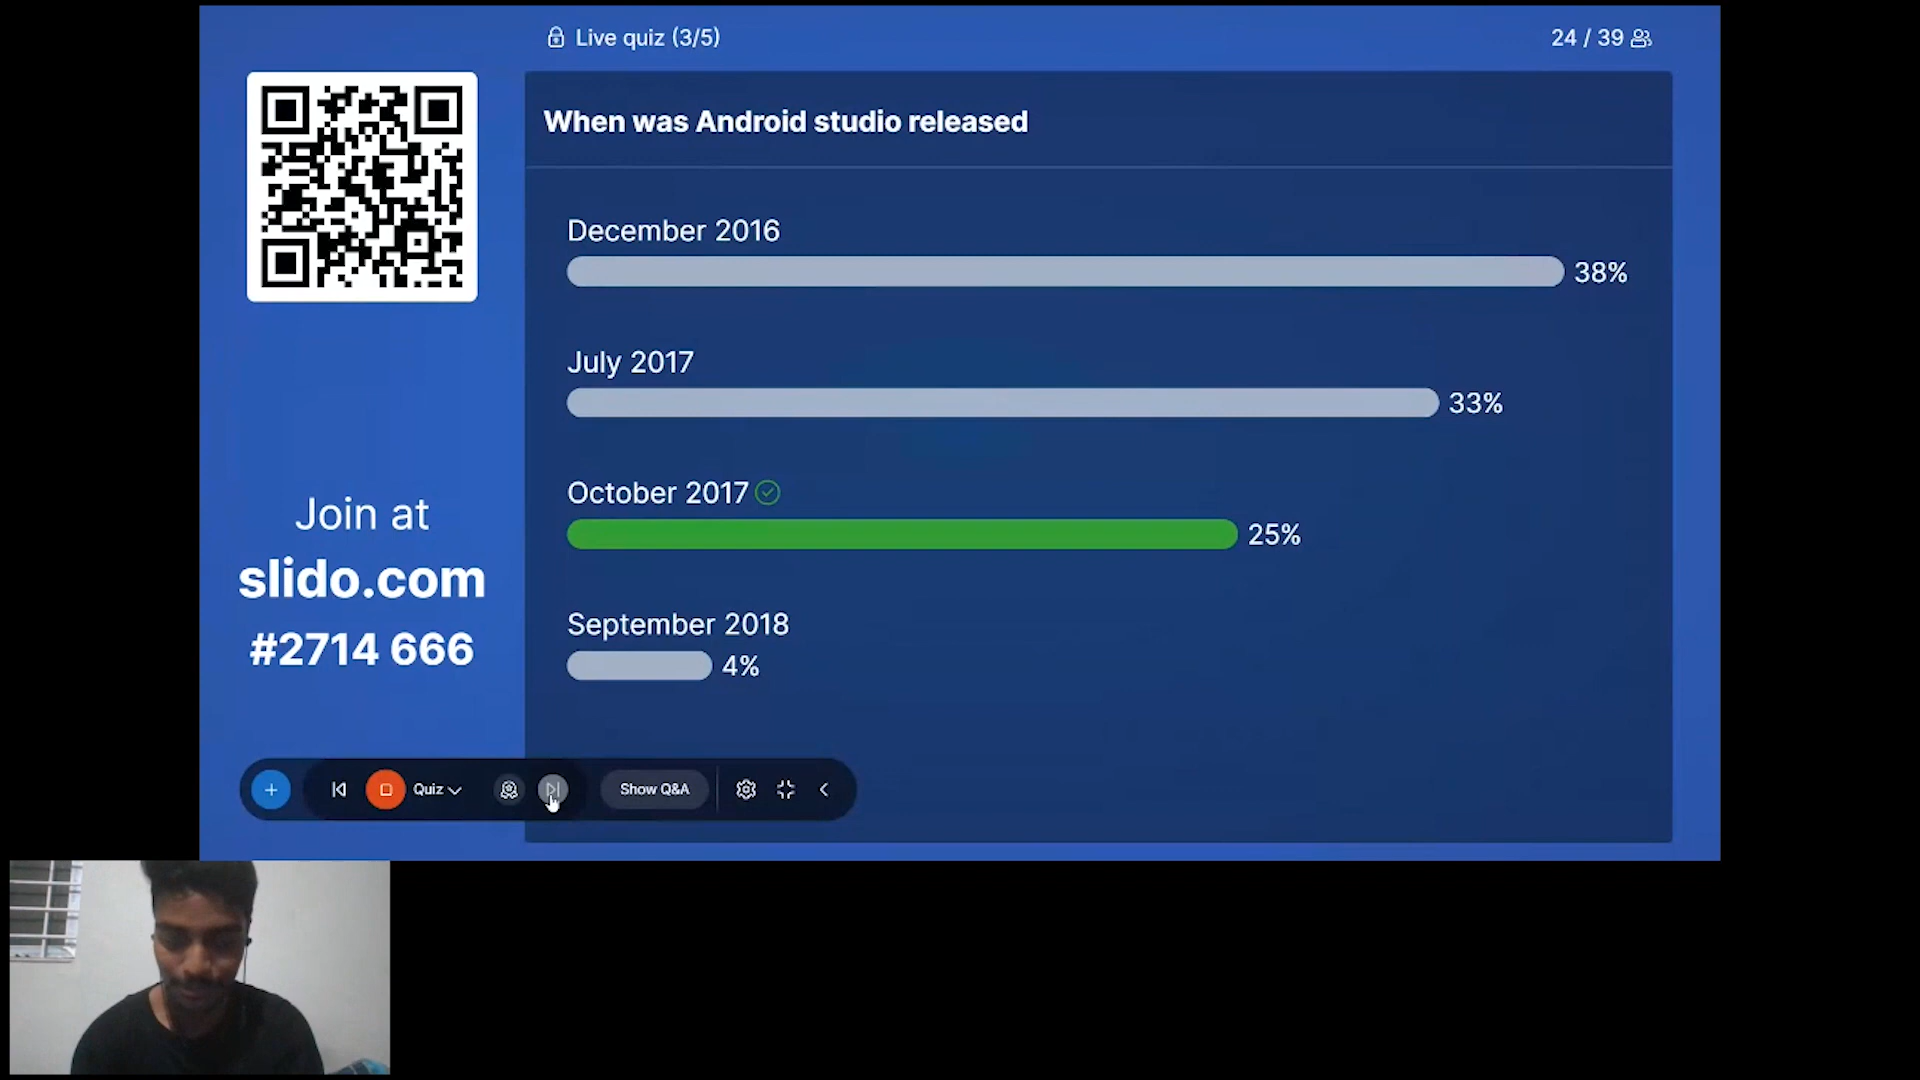 Live quiz (3/5)
24 / 39
When was Android studio released
December 2016
38%
July 2017
33%
October 2017
25%
September 2018
4%
Join at
slido.com
#2714 666
Quiz
Show Q&A